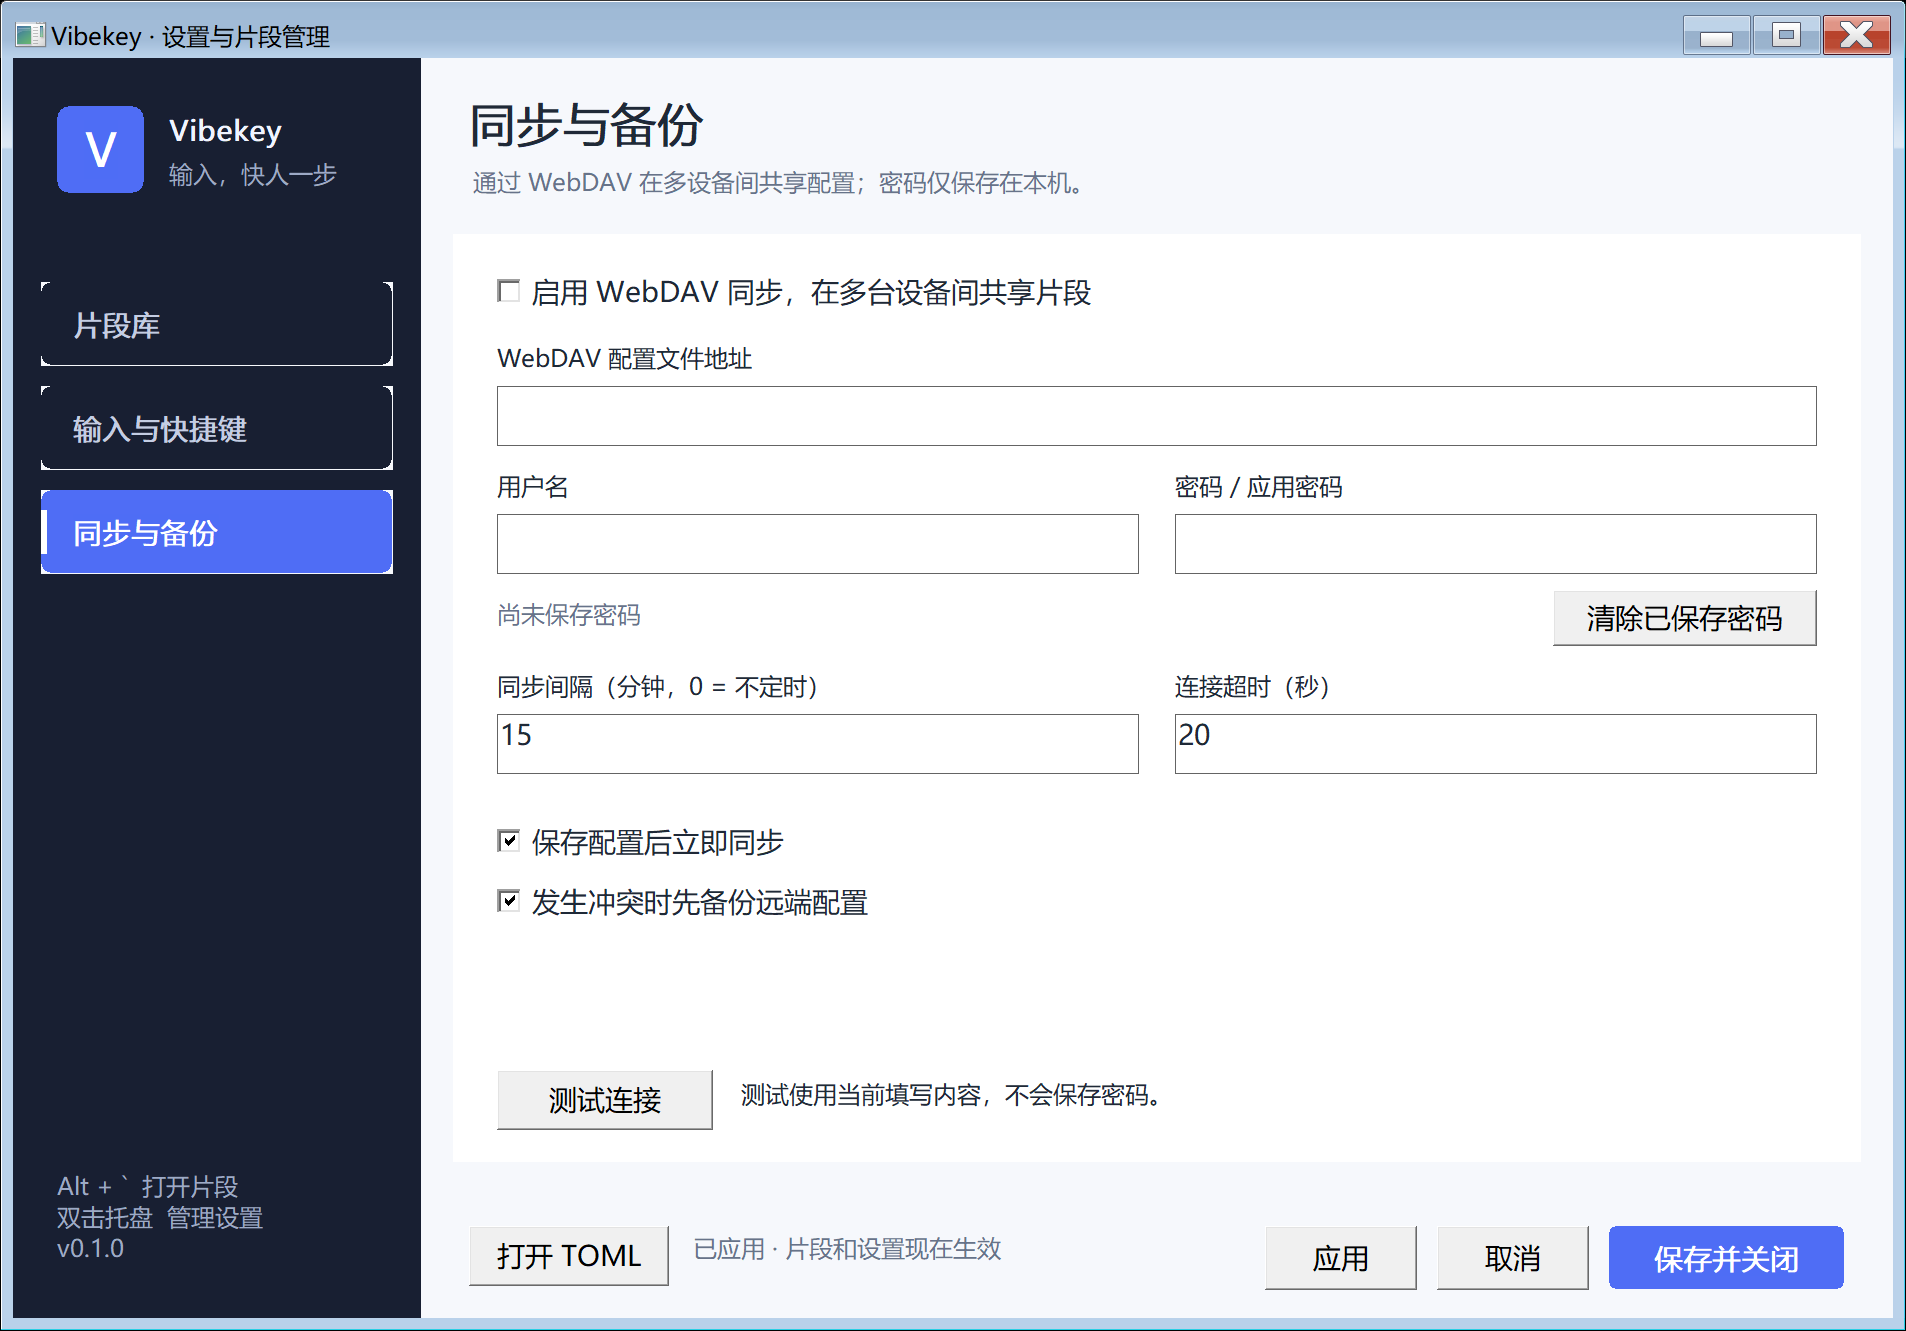 Vibekey · 设置与片段管理
V
Vibekey
输入，快人一步
片段库
输入与快捷键
同步与备份
Alt + ` 打开片段
双击托盘 管理设置
v0.1.0
同步与备份
通过 WebDAV 在多设备间共享配置；密码仅保存在本机。
启用 WebDAV 同步，在多台设备间共享片段
WebDAV 配置文件地址
用户名
密码 / 应用密码
尚未保存密码
清除已保存密码
同步间隔（分钟，0 = 不定时）
连接超时（秒）
15
20
保存配置后立即同步
发生冲突时先备份远端配置
测试连接
测试使用当前填写内容，不会保存密码。
打开 TOML
已应用 · 片段和设置现在生效
应用
取消
保存并关闭